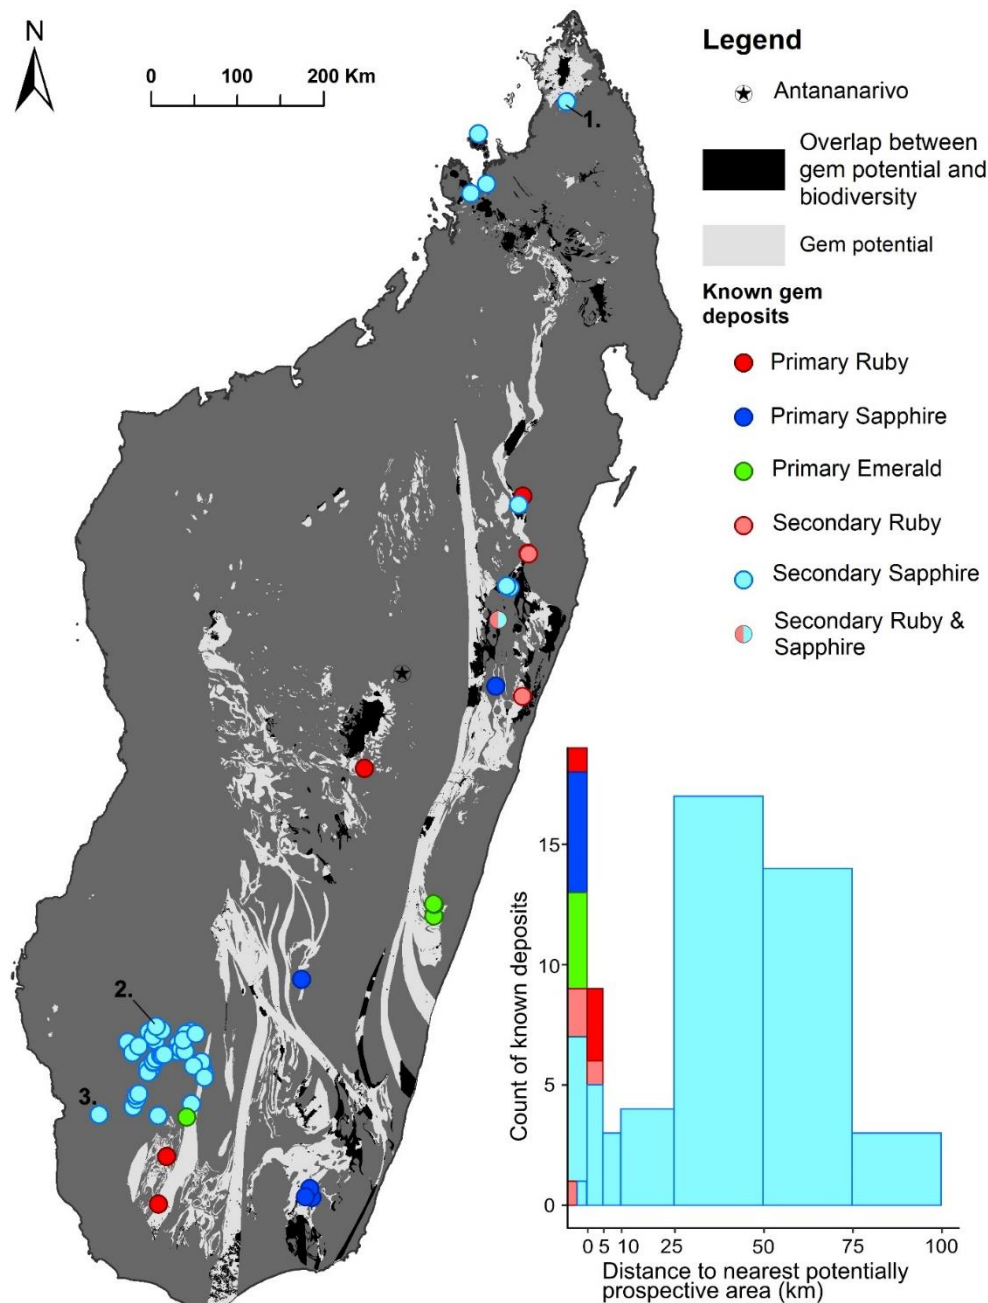 N
0 100 200 Km
1.
2.
3.
Legend
Antananarivo
Overlap between
gem potential and
biodiversity
Gem potential
Known gem
deposits
Primary Ruby
Primary Sapphire
Primary Emerald
Secondary Ruby
Secondary Sapphire
Secondary Ruby &
Sapphire
Count of known deposits
15
10
5
0
0 5 10 25 50 75 100
Distance to nearest potentially
prospective area (km)